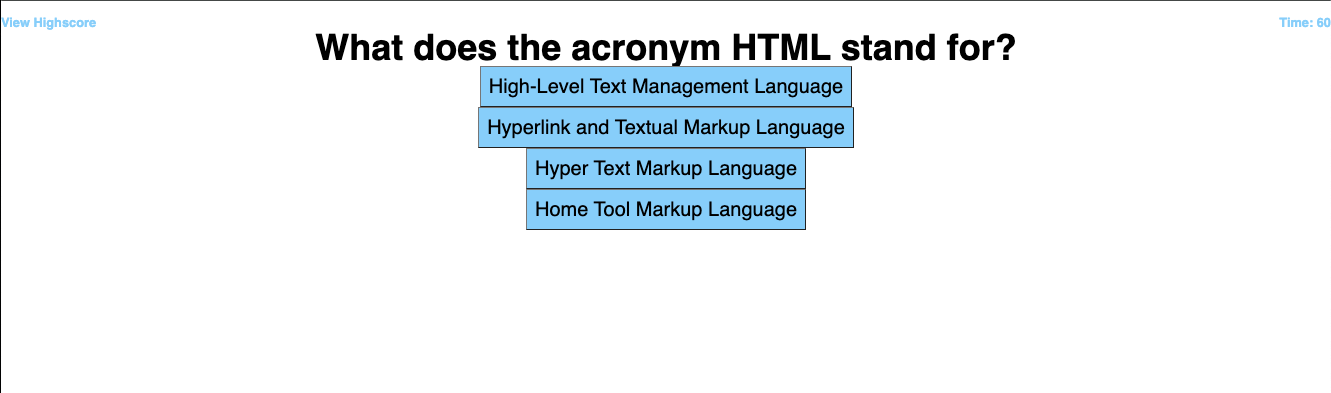 View Highscore
Time: 60
What does the acronym HTML stand for?
High-Level Text Management Language
Hyperlink and Textual Markup Language
Hyper Text Markup Language
Home Tool Markup Language